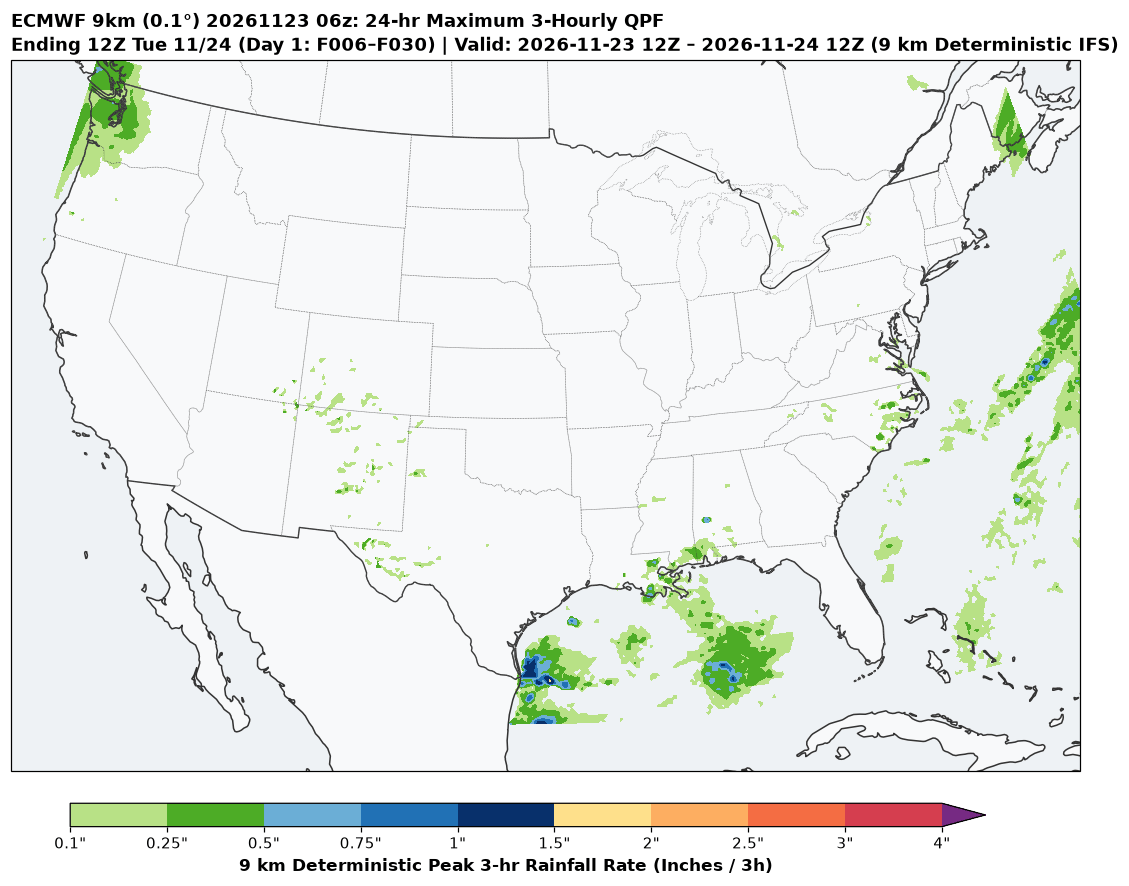 ECMWF 9km (0.1°) 20261123 06z: 24-hr Maximum 3-Hourly QPF
Ending 12Z Tue 11/24 (Day 1: F006–F030) | Valid: 2026-11-23 12Z – 2026-11-24 12Z (9 km Deterministic IFS)
0.1" 0.25" 0.5" 0.75" 1" 1.5" 2" 2.5" 3" 4"
9 km Deterministic Peak 3-hr Rainfall Rate (Inches / 3h)